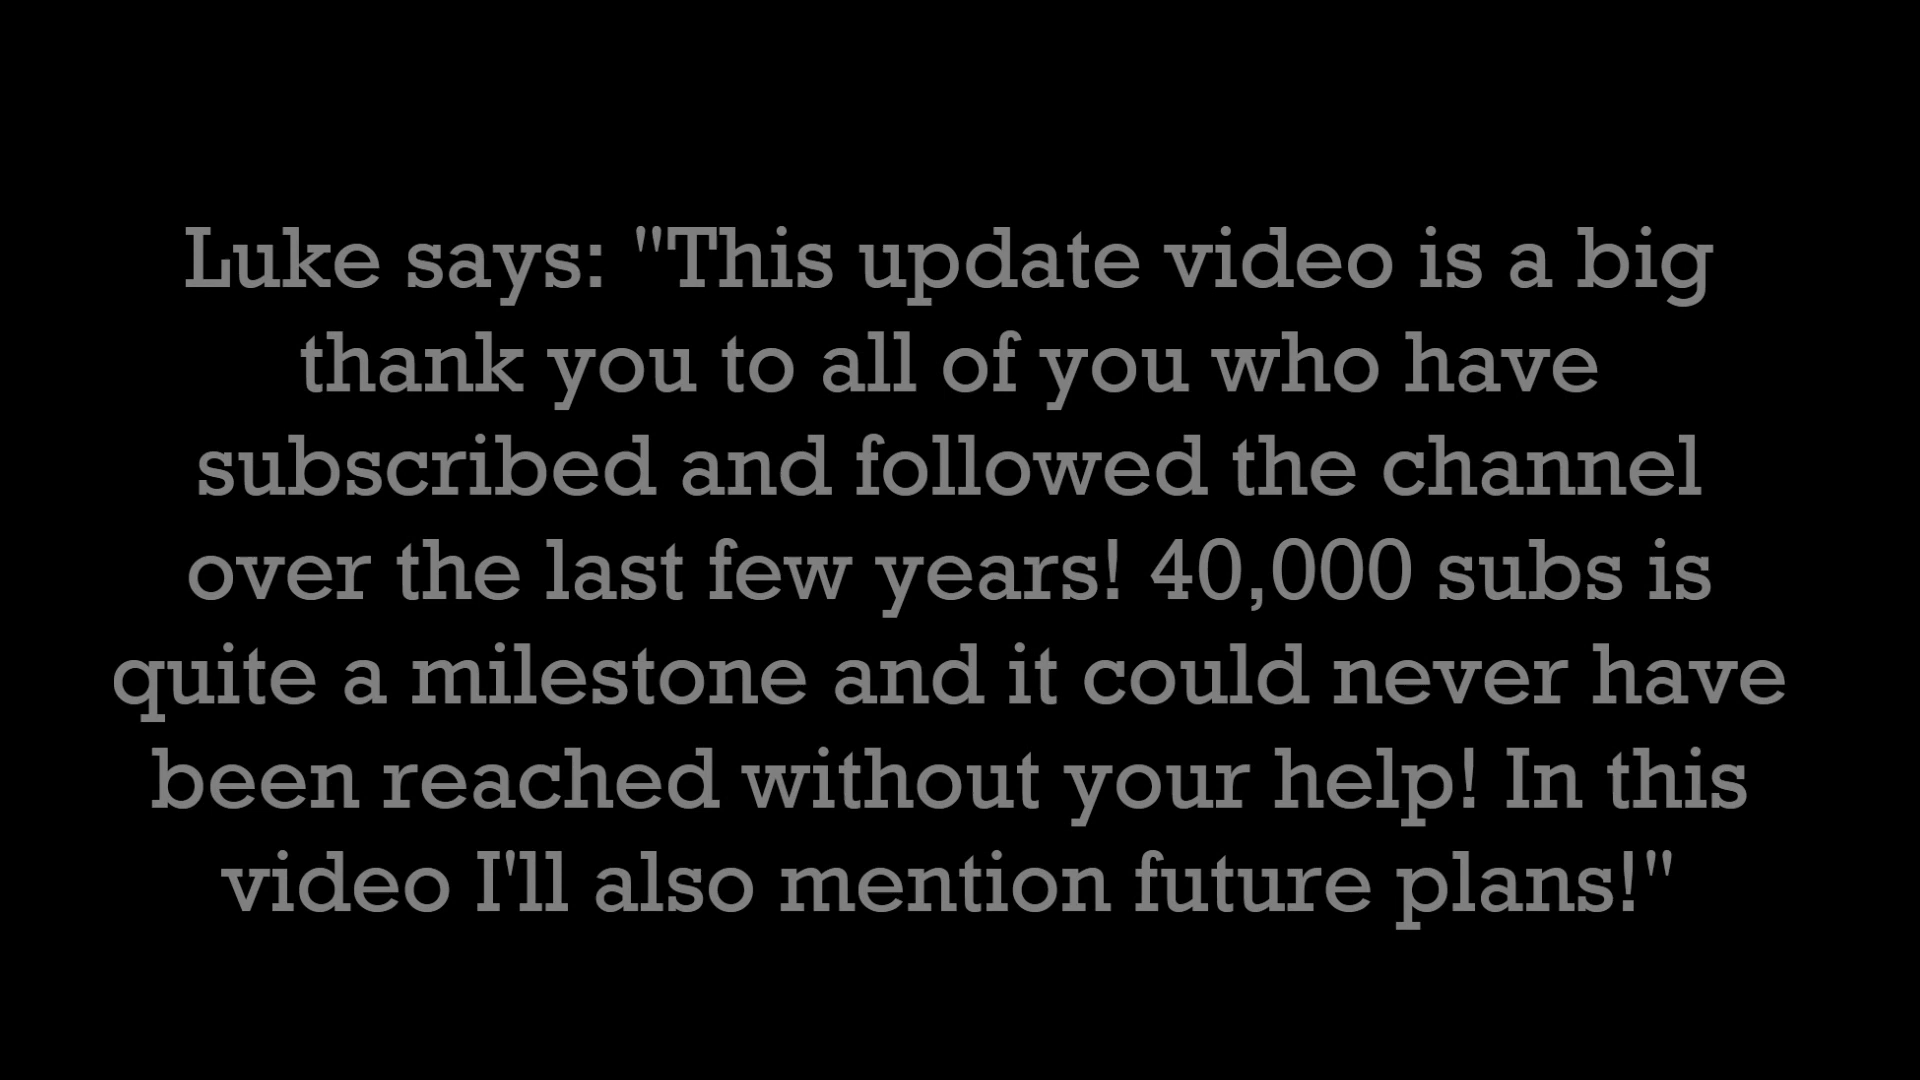 Luke says: "This update video is a big
thank you to all of you who have
subscribed and followed the channel
over the last few years! 40,000 subs is
quite a milestone and it could never have
been reached without your help! In this
video I'll also mention future plans!"